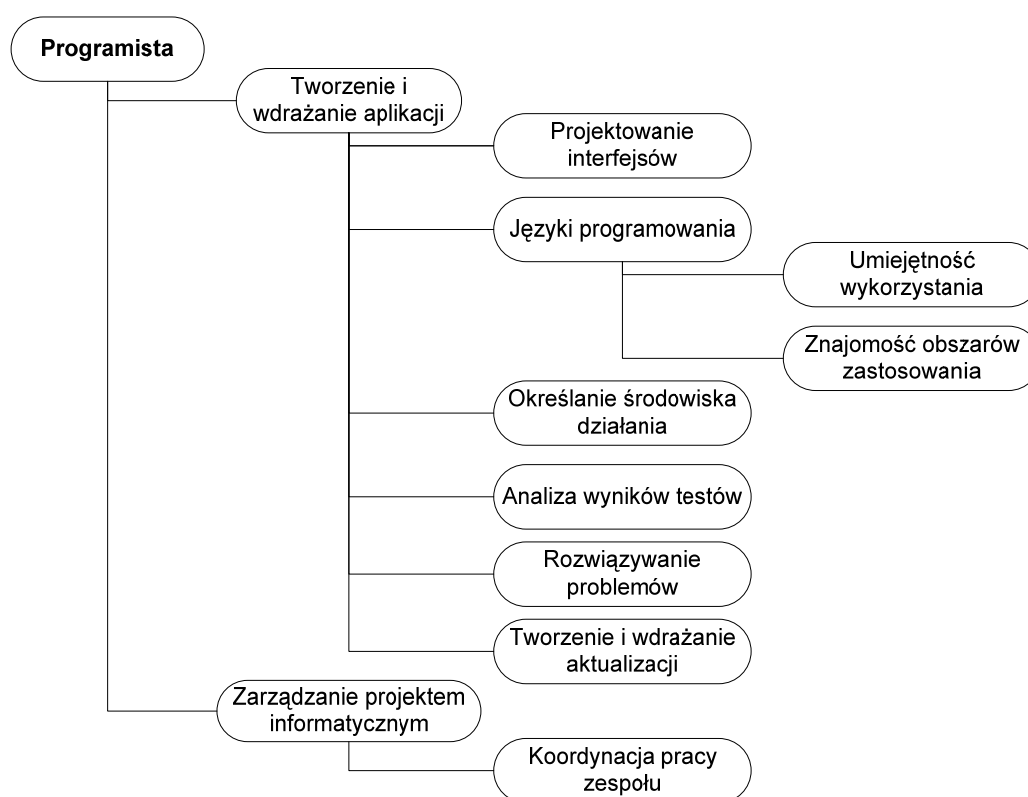 Programista
Tworzenie i
wdrażanie aplikacji
Projektowanie
interfejsów
Języki programowania
Umiejętność
wykorzystania
Znajomość obszarów
zastosowania
Określanie środowiska
działania
Analiza wyników testów
Rozwiązywanie
problemów
Tworzenie i wdrażanie
aktualizacji
Zarządzanie projektem
informatycznym
Koordynacja pracy
zespołu